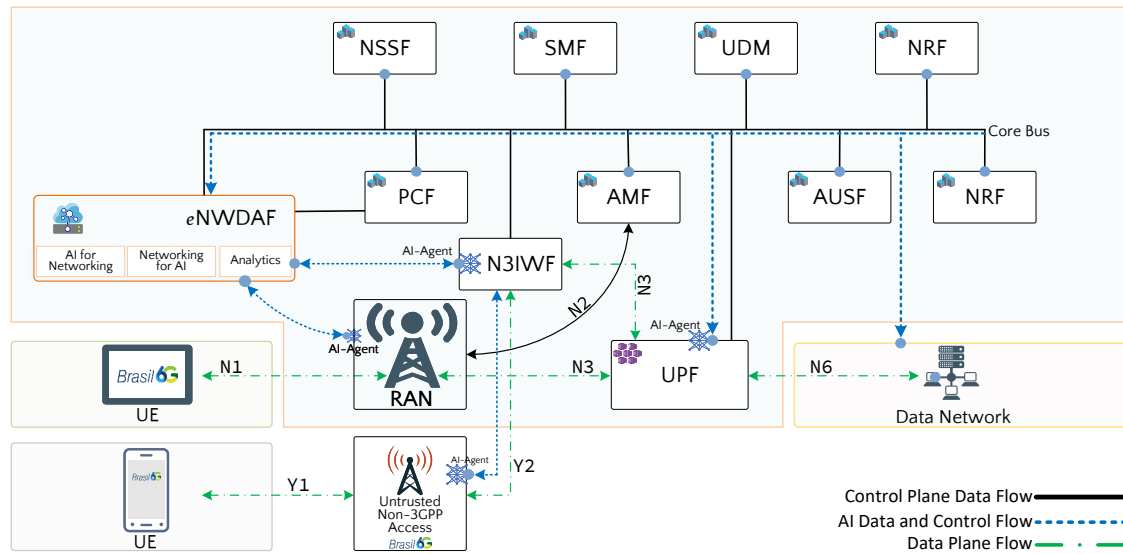 NSSF
SMF
UDM
NRF
Core Bus
PCF
AMF
AUSF
NRF
eNWDAF
AI for
Networking
Networking
for AI
Analytics
AI-Agent
N3IWF
N2
N3
AI-Agent
AI-Agent
RAN
UPF
Brasil 6G
UE
N1
N3
N6
Data Network
Brasil 6G
UE
Y1
AI-Agent
Untrusted
Non-3GPP
Access
Brasil 6G
Y2
Control Plane Data Flow
AI Data and Control Flow
Data Plane Flow